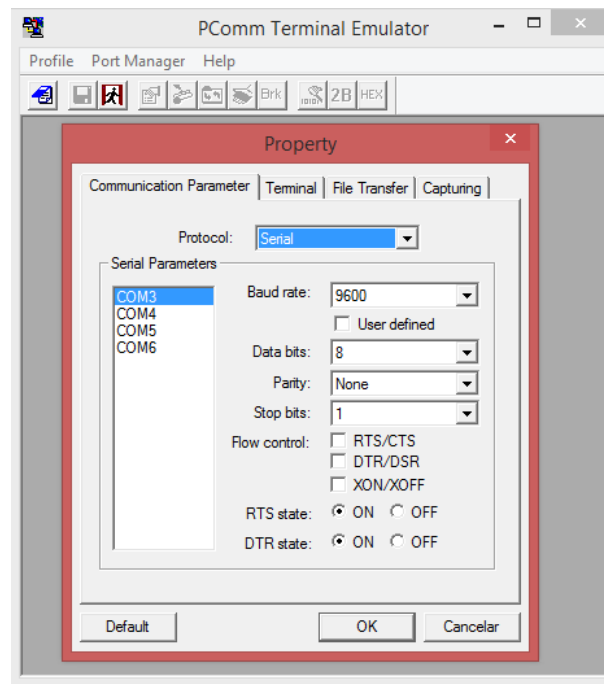 PComm Terminal Emulator
Profile Port Manager Help
Brk 2B HEX
Property
Communication Parameter Terminal File Transfer Capturing
Protocol: Serial
Serial Parameters
COM3
COM4
COM5
COM6
Baud rate: 9600
User defined
Data bits: 8
Parity: None
Stop bits: 1
Flow control: RTS/CTS
DTR/DSR
XON/XOFF
RTS state: ON OFF
DTR state: ON OFF
Default OK Cancelar